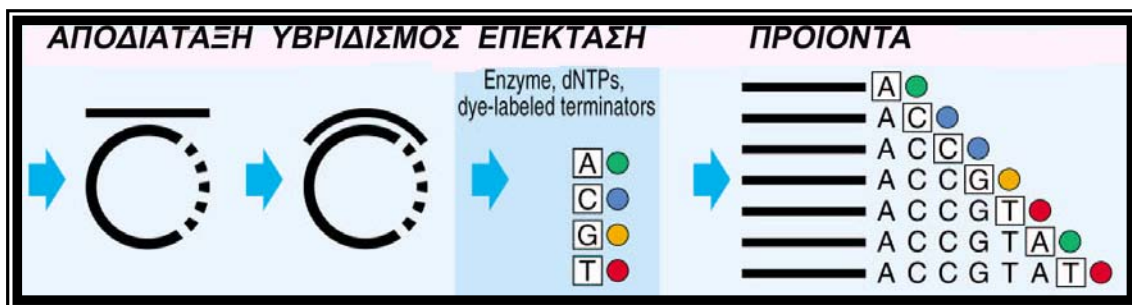 ΑΠΟΔΙΑΤΑΞΗ ΥΒΡΙΔΙΣΜΟΣ ΕΠΕΚΤΑΣΗ ΠΡΟΙΟΝΤΑ
Enzyme, dNTPs,
dye-labeled terminators
A
C
G
T
A
A C
A C C
A C C G
A C C G T
A C C G T A
A C C G T A T